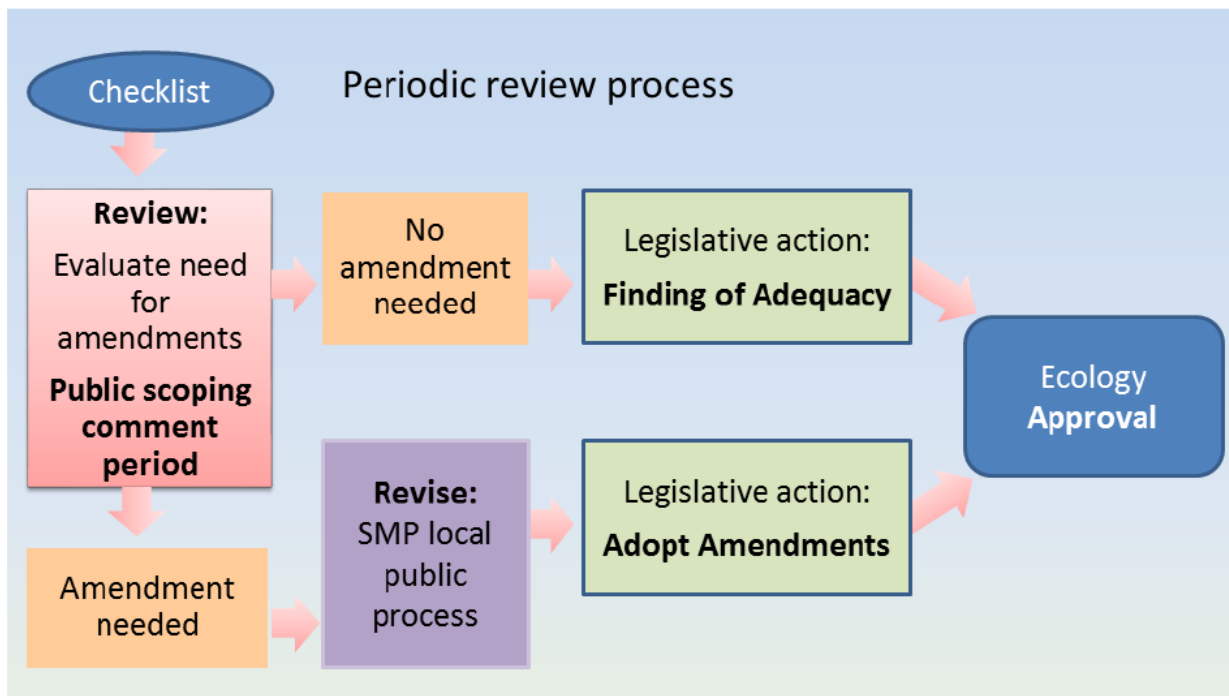 Checklist
Periodic review process
Review:
Evaluate need
for
amendments
Public scoping
comment
period
No
amendment
needed
Legislative action:
Finding of Adequacy
Ecology
Approval
Amendment
needed
Revise:
SMP local
public
process
Legislative action:
Adopt Amendments